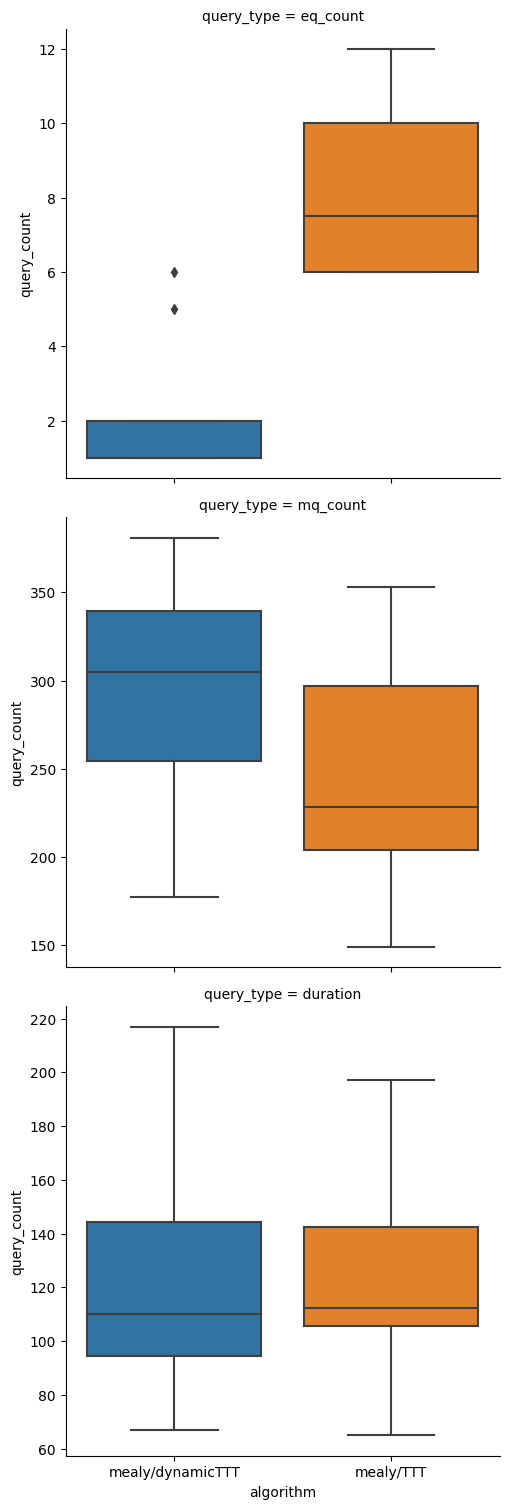 query_type = eq_count
12
10
8
6
4
2
query_count
query_type = mq_count
350
300
250
200
150
query_count
query_type = duration
220
200
180
160
140
120
100
80
60
query_count
mealy/dynamicTTT
mealy/TTT
algorithm